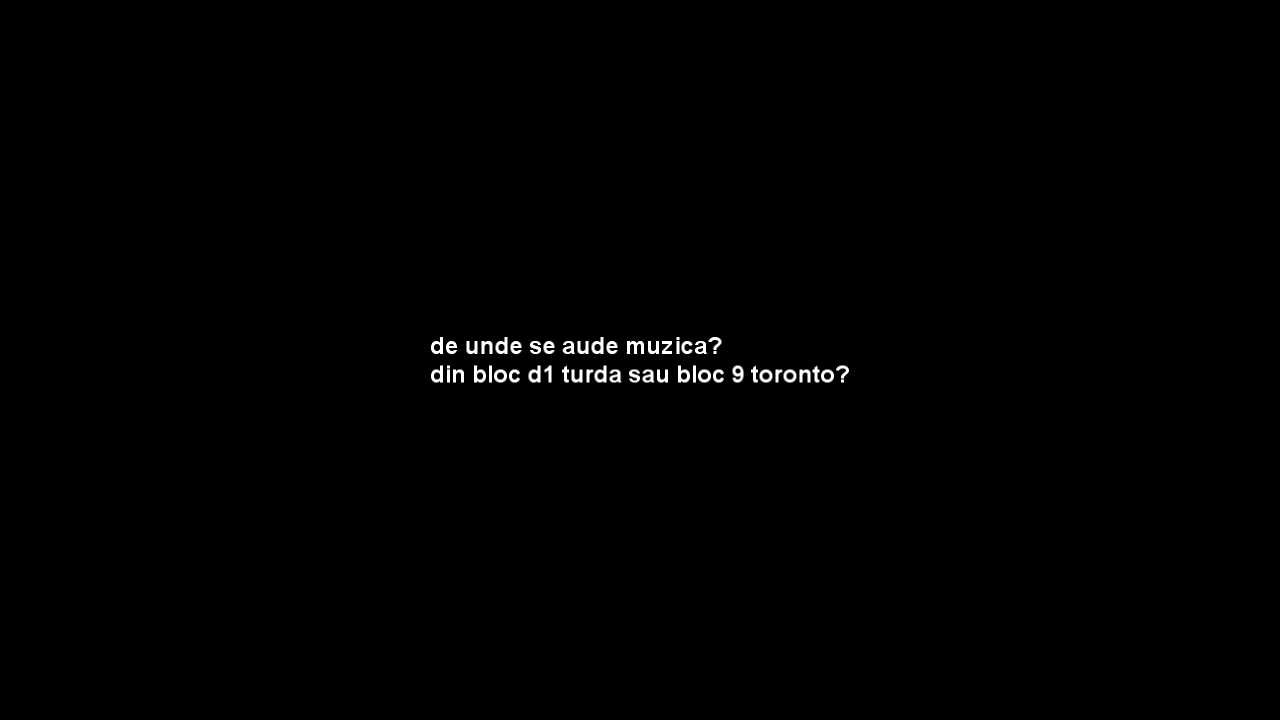 de unde se aude muzica?
din bloc d1 turda sau bloc 9 toronto?